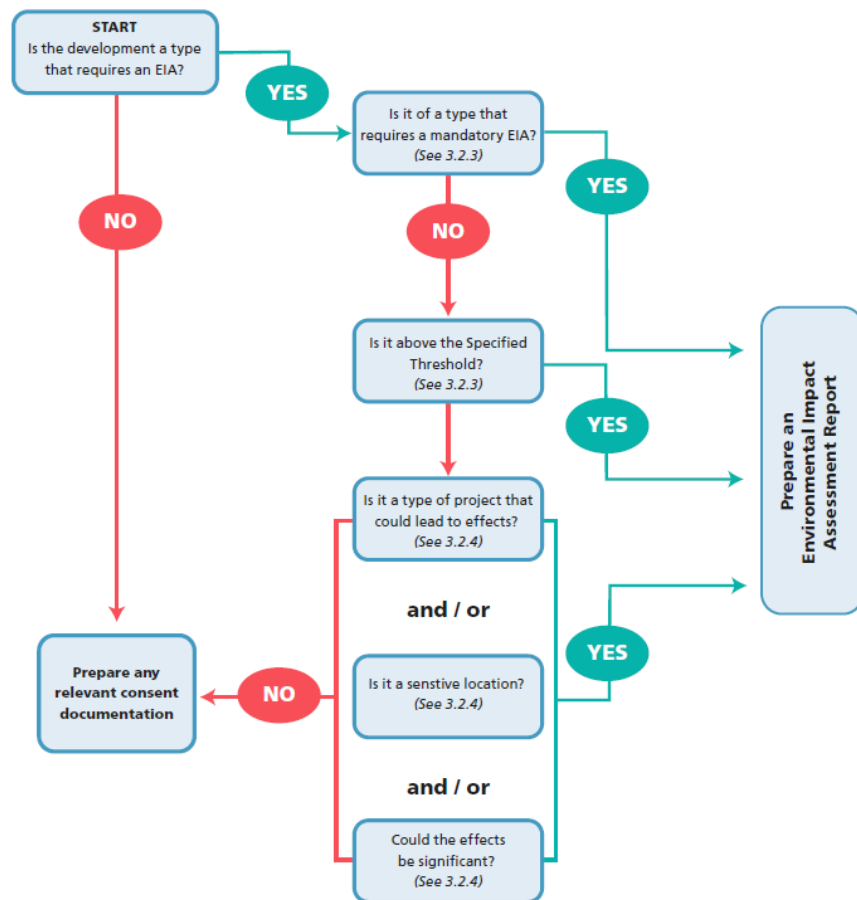 START
Is the development a type
that requires an EIA?
YES
Is it of a type that
requires a mandatory EIA?
(See 3.2.3)
YES
NO
NO
Is it above the Specified
Threshold?
(See 3.2.3)
YES
Prepare an
Environmental Impact
Assessment Report
Is it a type of project that
could lead to effects?
(See 3.2.4)
and / or
Prepare any
relevant consent
documentation
NO
Is it a senstive location?
(See 3.2.4)
YES
and / or
Could the effects
be significant?
(See 3.2.4)